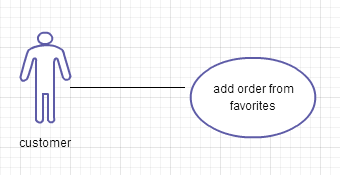 add order from
favorites
customer